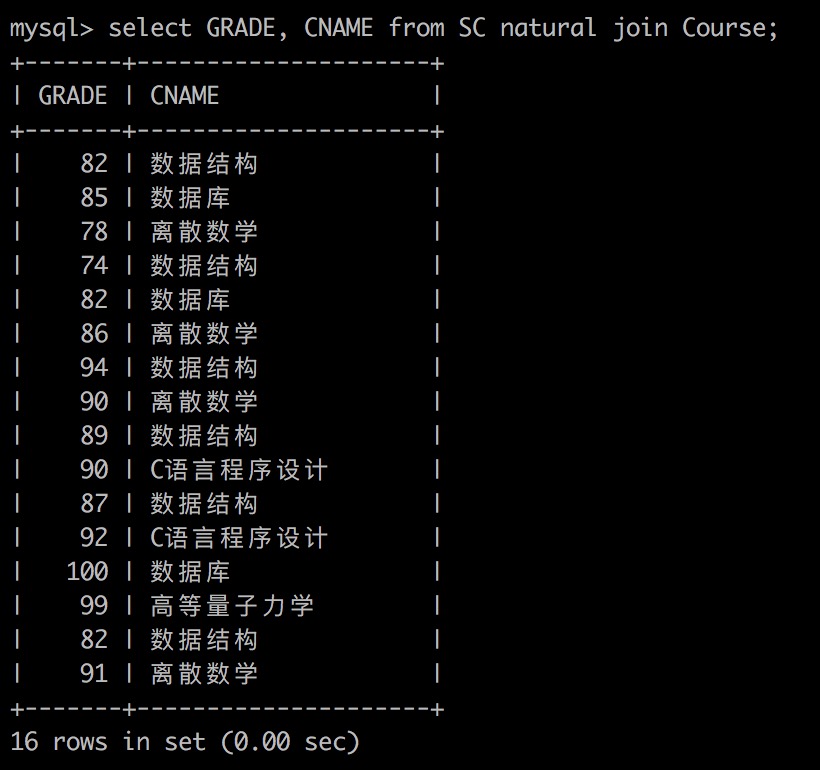 mysql> select GRADE, CNAME from SC natural join Course;
+-------+---------------------+
| GRADE | CNAME               |
+-------+---------------------+
|    82 | 数据结构            |
|    85 | 数据库              |
|    78 | 离散数学            |
|    74 | 数据结构            |
|    82 | 数据库              |
|    86 | 离散数学            |
|    94 | 数据结构            |
|    90 | 离散数学            |
|    89 | 数据结构            |
|    90 | C语言程序设计       |
|    87 | 数据结构            |
|    92 | C语言程序设计       |
|   100 | 数据库              |
|    99 | 高等量子力学        |
|    82 | 数据结构            |
|    91 | 离散数学            |
+-------+---------------------+
16 rows in set (0.00 sec)